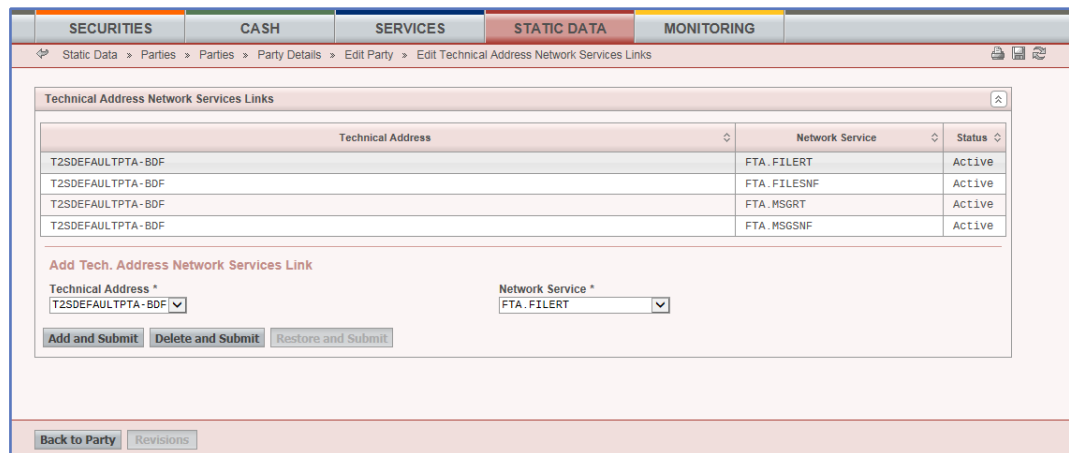 SECURITIES CASH SERVICES STATIC DATA MONITORING
Static Data » Parties » Parties » Party Details » Edit Party » Edit Technical Address Network Services Links
Technical Address Network Services Links
Technical Address Network Service Status
T2SDEFAULTPTA-BDF FTA.FILERT Active
T2SDEFAULTPTA-BDF FTA.FILESNF Active
T2SDEFAULTPTA-BDF FTA.MSGRT Active
T2SDEFAULTPTA-BDF FTA.MSGSNF Active
Add Tech. Address Network Services Link
Technical Address * Network Service *
T2SDEFAULTPTA-BDF FTA.FILERT
Add and Submit Delete and Submit Restore and Submit
Back to Party Revisions